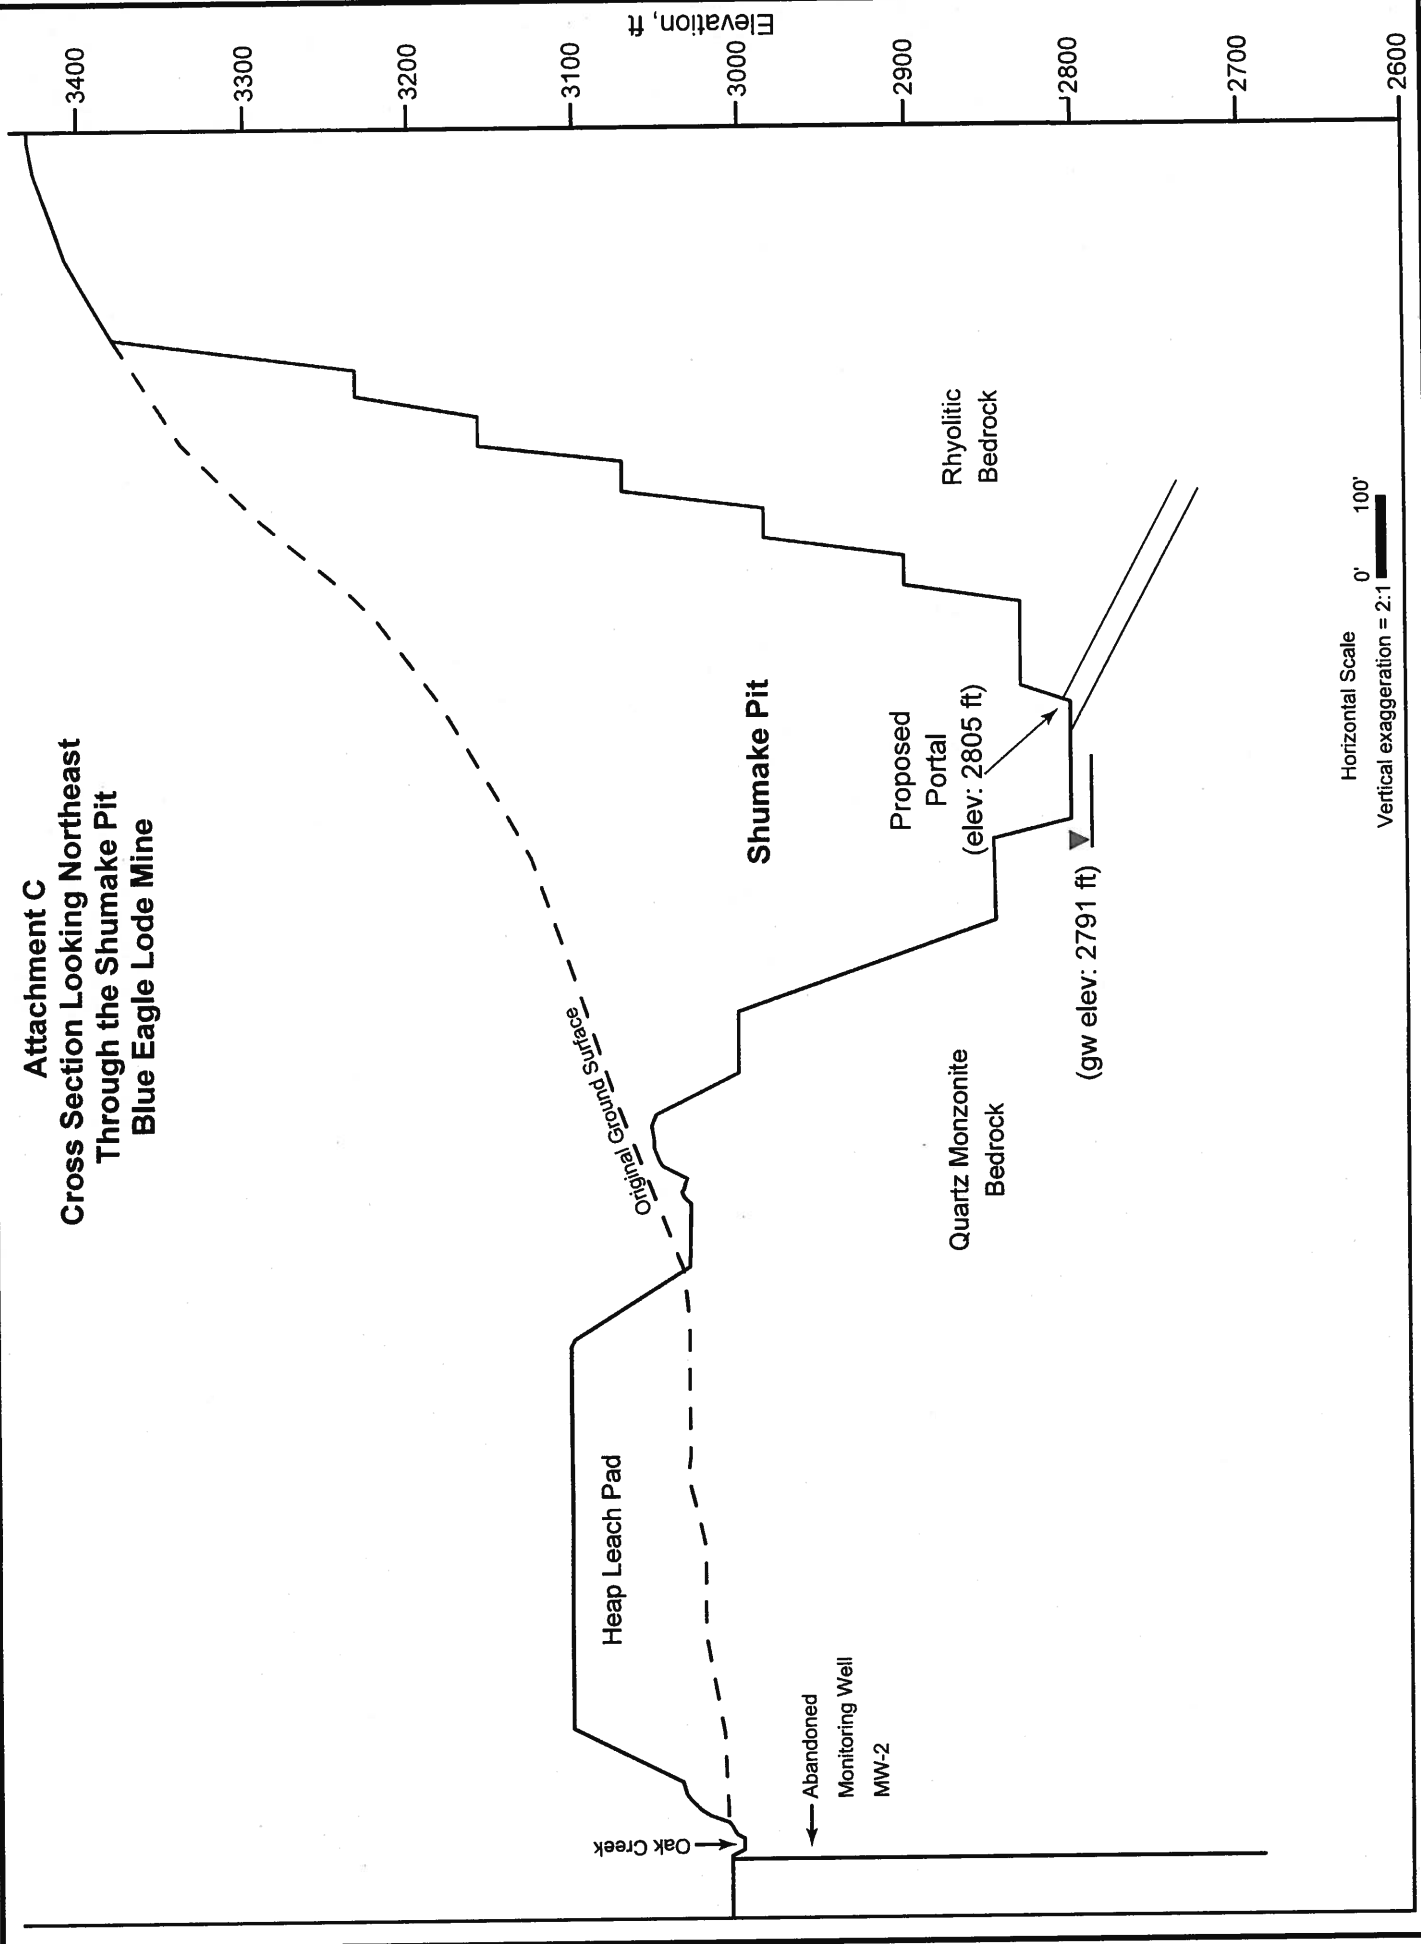 Attachment C
Cross Section Looking Northeast
Through the Shumake Pit
Blue Eagle Lode Mine
Elevation, ft
3400
3300
3200
3100
3000
2900
2800
2700
2600
Original Ground Surface
Shumake Pit
Rhyolitic
Bedrock
Proposed
Portal
(elev: 2805 ft)
(gw elev: 2791 ft)
Quartz Monzonite
Bedrock
Heap Leach Pad
Oak Creek
Abandoned
Monitoring Well
MW-2
Horizontal Scale
0' 100'
Vertical exaggeration = 2:1